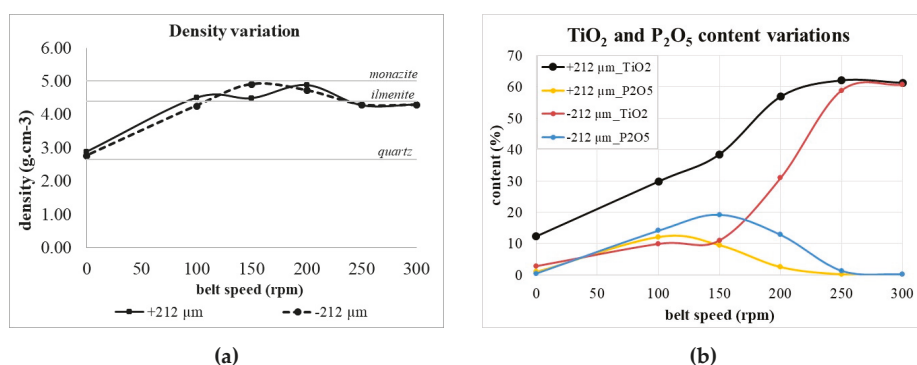 Density variation
6.00
5.00
4.00
3.00
2.00
1.00
0.00
density (g.cm-3)
monazite
ilmenite
quartz
0 50 100 150 200 250 300
belt speed (rpm)
+212 µm -212 µm
(a)
TiO2 and P2O5 content variations
70
60
50
40
30
20
10
0
content (%)
+212 µm_TiO2
+212 µm_P2O5
-212 µm_TiO2
-212 µm_P2O5
0 50 100 150 200 250 300
belt speed (rpm)
(b)